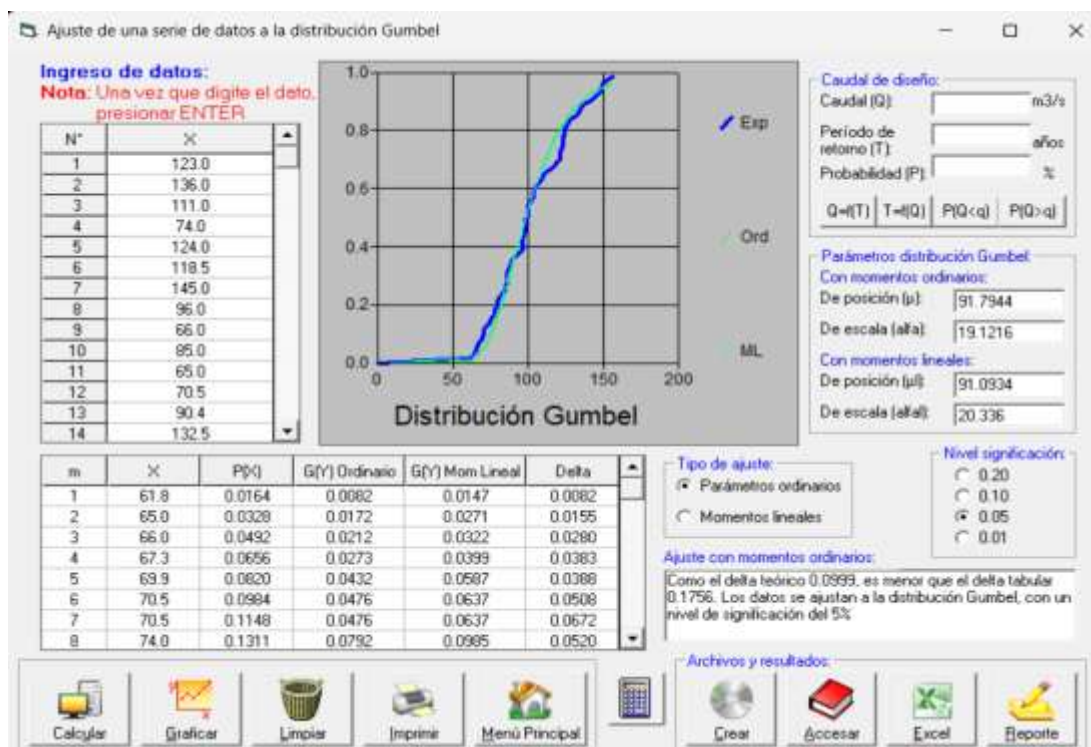 Ajuste de una serie de datos a la distribución Gumbel
Ingreso de datos:
Nota: Una vez que digite el dato,
presionar ENTER
N° X
1 123.0
2 136.0
3 111.0
4 74.0
5 124.0
6 118.5
7 145.0
8 96.0
9 66.0
10 85.0
11 65.0
12 70.5
13 90.4
14 132.5
1.0
0.8
0.6
0.4
0.2
0.0
0 50 100 150 200
Distribución Gumbel
Exp
Ord
ML
Caudal de diseño:
Caudal (Q): m3/s
Período de
retorno (T): años
Probabilidad (P): %
Q=f(T) T=f(Q) P(Q<q) P(Q>q)
Parámetros distribución Gumbel:
Con momentos ordinarios:
De posición (µ): 91.7944
De escala (alfa): 19.1216
Con momentos lineales:
De posición (µl): 91.0934
De escala (alfal): 20.336
m X P(X) G(Y) Ordinario G(Y) Mom Lineal Delta
1 61.8 0.0164 0.0082 0.0147 0.0082
2 65.0 0.0328 0.0172 0.0271 0.0155
3 66.0 0.0492 0.0212 0.0322 0.0280
4 67.3 0.0656 0.0273 0.0399 0.0383
5 69.9 0.0820 0.0432 0.0587 0.0388
6 70.5 0.0984 0.0476 0.0637 0.0508
7 70.5 0.1148 0.0476 0.0637 0.0672
8 74.0 0.1311 0.0792 0.0985 0.0520
Tipo de ajuste:
Parámetros ordinarios
Momentos lineales
Nivel significación:
0.20
0.10
0.05
0.01
Ajuste con momentos ordinarios:
Como el delta teórico 0.0999, es menor que el delta tabular
0.1756. Los datos se ajustan a la distribución Gumbel, con un
nivel de significación del 5%
Archivos y resultados:
Calcular Graficar Limpiar Imprimir Menú Principal Crear Accesar Excel Reporte